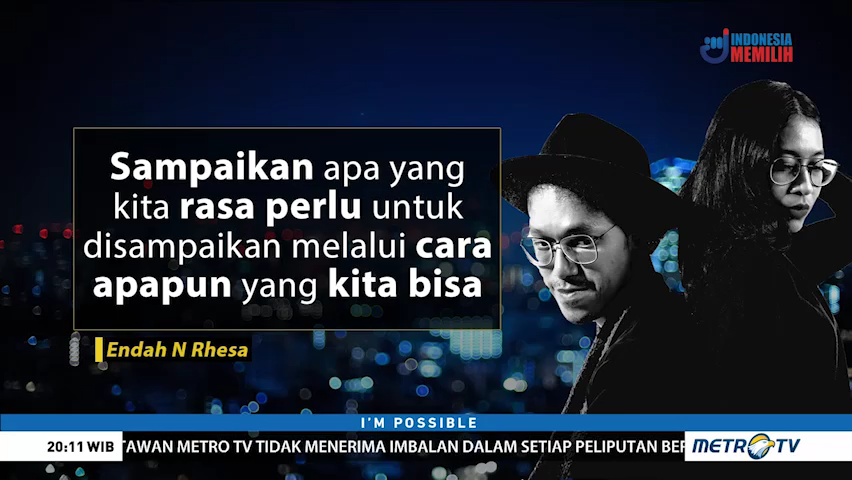 INDONESIA
MEMILIH
Sampaikan apa yang
kita rasa perlu untuk
disampaikan melalui cara
apapun yang kita bisa
Endah N Rhesa
I'M POSSIBLE
20:11 WIB
TAWAN METRO TV TIDAK MENERIMA IMBALAN DALAM SETIAP PELIPUTAN BER
METRO TV